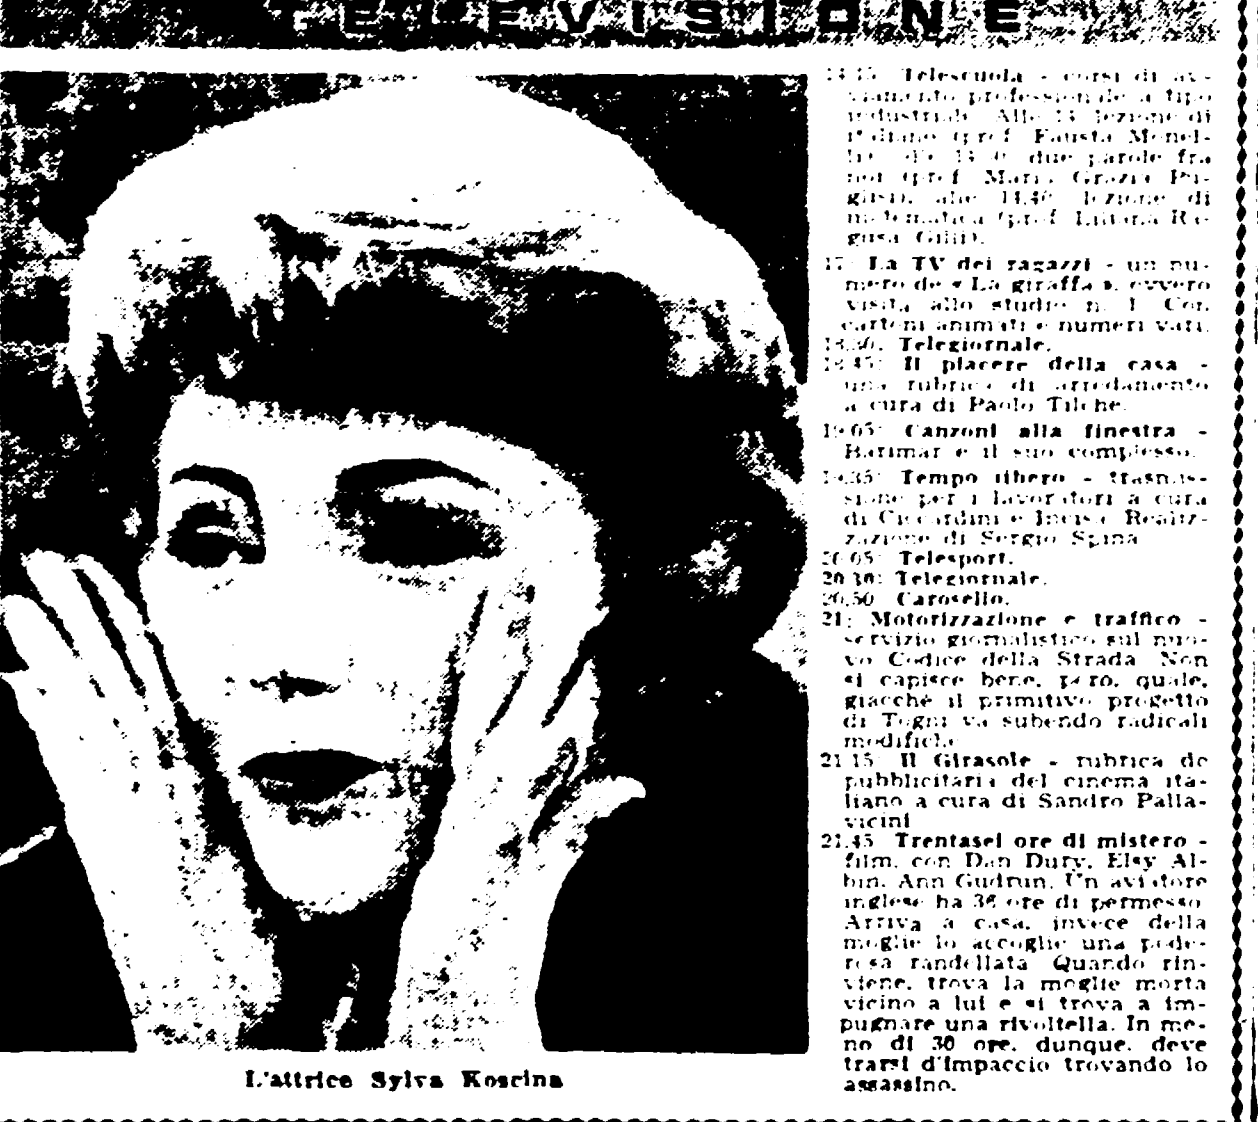 TELEVISIONE
Telescuola - corsi di av-
viamento professionale a tipo
industriale. Alle 14 lezione di
italiano (prof. Fausta Monel-
due parole fra
noi (prof. Maria Grazia Pu-
glisi), alle 14,40 lezione di
matematica (prof. Liliana Ra-
gusa Gilli).
17: La TV dei ragazzi - un nu-
mero de « La giraffa », ovvero
visita allo studio n. 1. Con
cartoni animati e numeri vari.
18,30: Telegiornale.
18,45: Il piacere della casa -
una rubrica di arredamento
a cura di Paolo Tilche.
19,05: Canzoni alla finestra -
Barimar e il suo complesso.
19,35: Tempo libero - trasmis-
sione per i lavoratori a cura
di Ciccardini e Incisa Realiz-
zazione di Sergio Spina
20,05: Telesport.
20,30: Telegiornale.
20,50 Carosello.
21: Motorizzazione e traffico -
servizio giornalistico sul nuo-
vo Codice della Strada. Non
si capisce bene, però, quale,
giacché il primitivo progetto
di Togni va subendo radicali
modifiche
21,15 Il Girasole - rubrica de
pubblicitaria del cinema ita-
liano a cura di Sandro Palla-
vicini
21,45 Trentasei ore di mistero -
film, con Dan Dury, Elsy Al-
bin, Ann Gudrun. Un aviatore
inglese ha 36 ore di permesso.
Arriva a casa, invece della
moglie lo accoglie una pode-
rosa randellata Quando rin-
viene, trova la moglie morta
vicino a lui e si trova a im-
pugnare una rivoltella. In me-
no di 30 ore, dunque, deve
trarsi d'impaccio trovando lo
assassino.
L'attrice Sylva Koscina